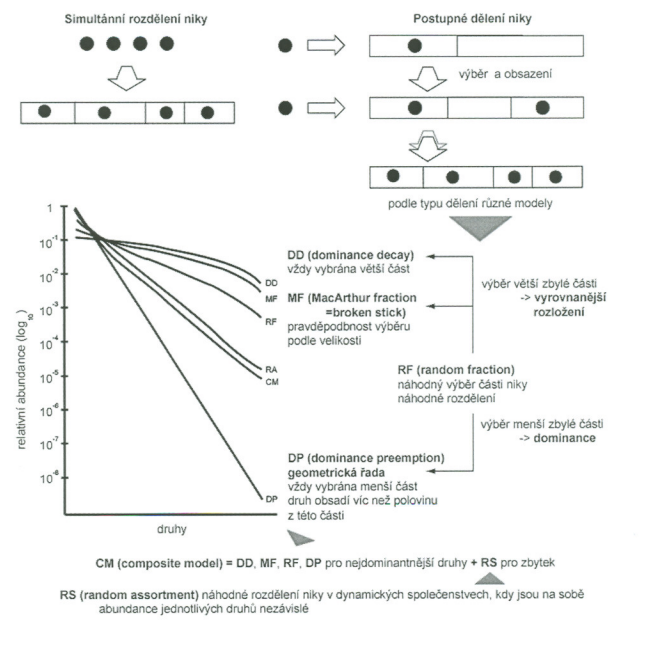 Simultánní rozdělení niky
Postupné dělení niky
výběr a obsazení
podle typu dělení různé modely
relativní abundance (log10)
1
10-1
10-2
10-3
10-4
10-5
10-6
10-7
10-8
DD
MF
RF
RA
CM
DP
druhy
DD (dominance decay)
vždy vybrána větší část
MF (MacArthur fraction
=broken stick)
pravděpodbnost výběru
podle velikosti
výběr větší zbylé části
-> vyrovnanější
rozložení
RF (random fraction)
náhodný výběr části niky
náhodné rozdělení
výběr menší zbylé části
-> dominance
DP (dominance preemption)
geometrická řada
vždy vybrána menší část
druh obsadí víc než polovinu
z této části
CM (composite model) = DD, MF, RF, DP pro nejdominantnější druhy + RS pro zbytek
RS (random assortment) náhodné rozdělení niky v dynamických společenstvech, kdy jsou na sobě
abundance jednotlivých druhů nezávislé